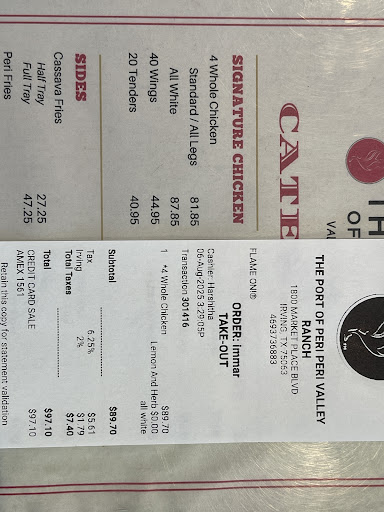 TH
OF
VAL
CATE
SIGNATURE CHICKEN
4 Whole Chicken
Standard / All Legs 81.85
All White 87.85
40 Wings 44.95
20 Tenders 40.95
SIDES
Cassava Fries
Half Tray 27.25
Full Tray 47.25
Peri Fries
THE PORT OF PERI PERI VALLEY
RANCH
1800 MARKET PLACE BLVD
IRVING, TX 75063
4693736883
FLAME ON!®
ORDER: Immar
TAKE-OUT
Cashier: Harshitha
06-Aug-2025 3:29:05P
Transaction 301416
1 *4 Whole Chicken $89.70
Lemon And Herb $0.00
all white
Subtotal $89.70
Tax 6.25% $5.61
Irving 2% $1.79
Total Taxes $7.40
Total $97.10
CREDIT CARD SALE $97.10
AMEX 1561
Retain this copy for statement validation